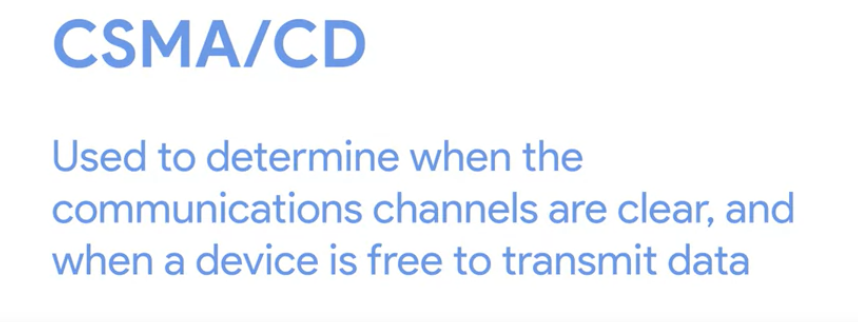 CSMA/CD
Used to determine when the
communications channels are clear, and
when a device is free to transmit data